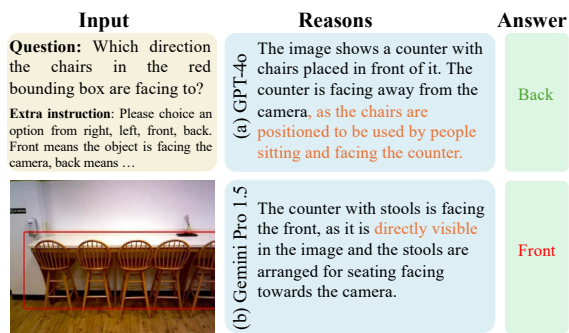 Input
Reasons
Answer
Question: Which direction
the chairs in the red
bounding box are facing to?
Extra instruction: Please choice an
option from right, left, front, back.
Front means the object is facing the
camera, back means …
(a) GPT-4o
The image shows a counter with
chairs placed in front of it. The
counter is facing away from the
camera, as the chairs are
positioned to be used by people
sitting and facing the counter.
Back
(b) Gemini Pro 1.5
The counter with stools is facing
the front, as it is directly visible
in the image and the stools are
arranged for seating facing
towards the camera.
Front